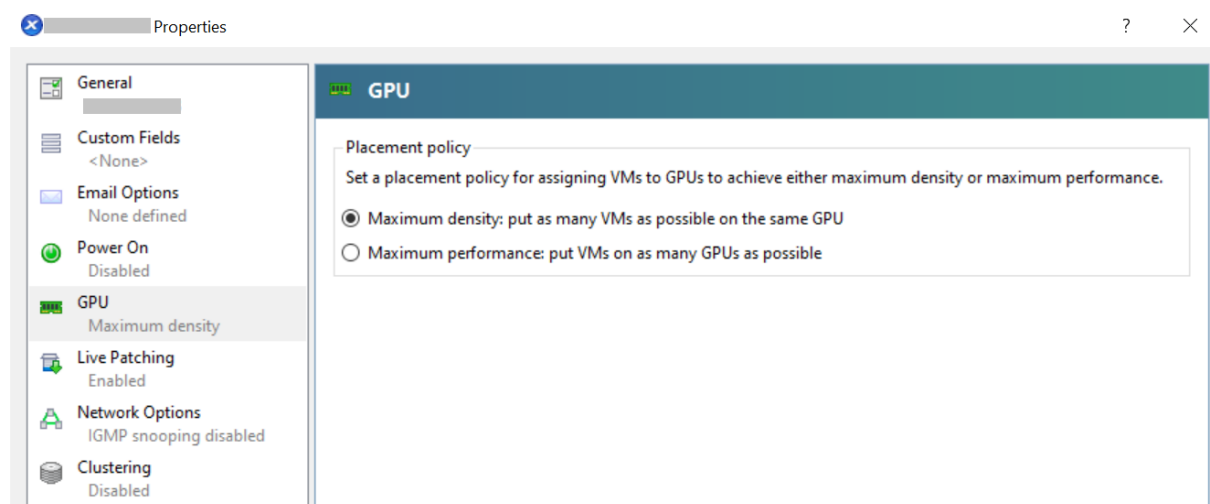 Properties
?
General
Custom Fields
<None>
Email Options
None defined
Power On
Disabled
GPU
Maximum density
Live Patching
Enabled
Network Options
IGMP snooping disabled
Clustering
Disabled
GPU
Placement policy
Set a placement policy for assigning VMs to GPUs to achieve either maximum density or maximum performance.
Maximum density: put as many VMs as possible on the same GPU
Maximum performance: put VMs on as many GPUs as possible